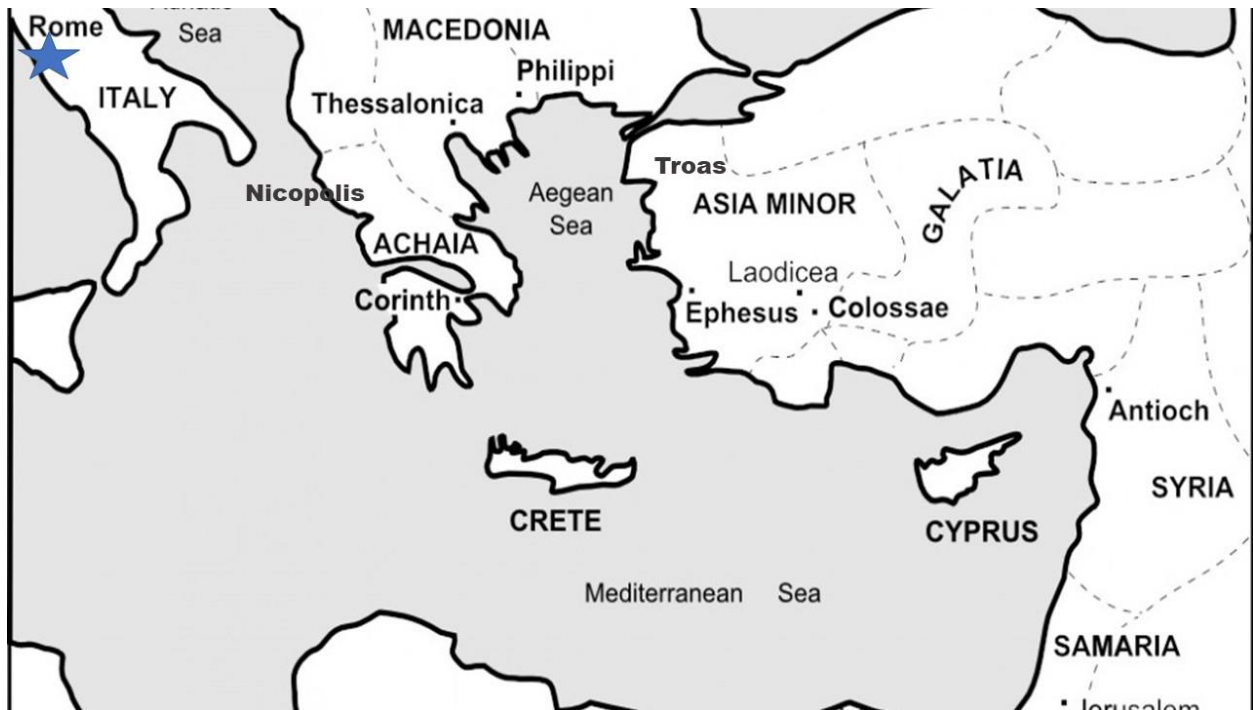 Rome
Sea
MACEDONIA
Philippi
ITALY
Thessalonica
Troas
Nicopolis
Aegean
Sea
ASIA MINOR
GALATIA
ACHAIA
Laodicea
Corinth
Ephesus
Colossae
Antioch
SYRIA
CRETE
CYPRUS
Mediterranean Sea
SAMARIA
Jerusalem